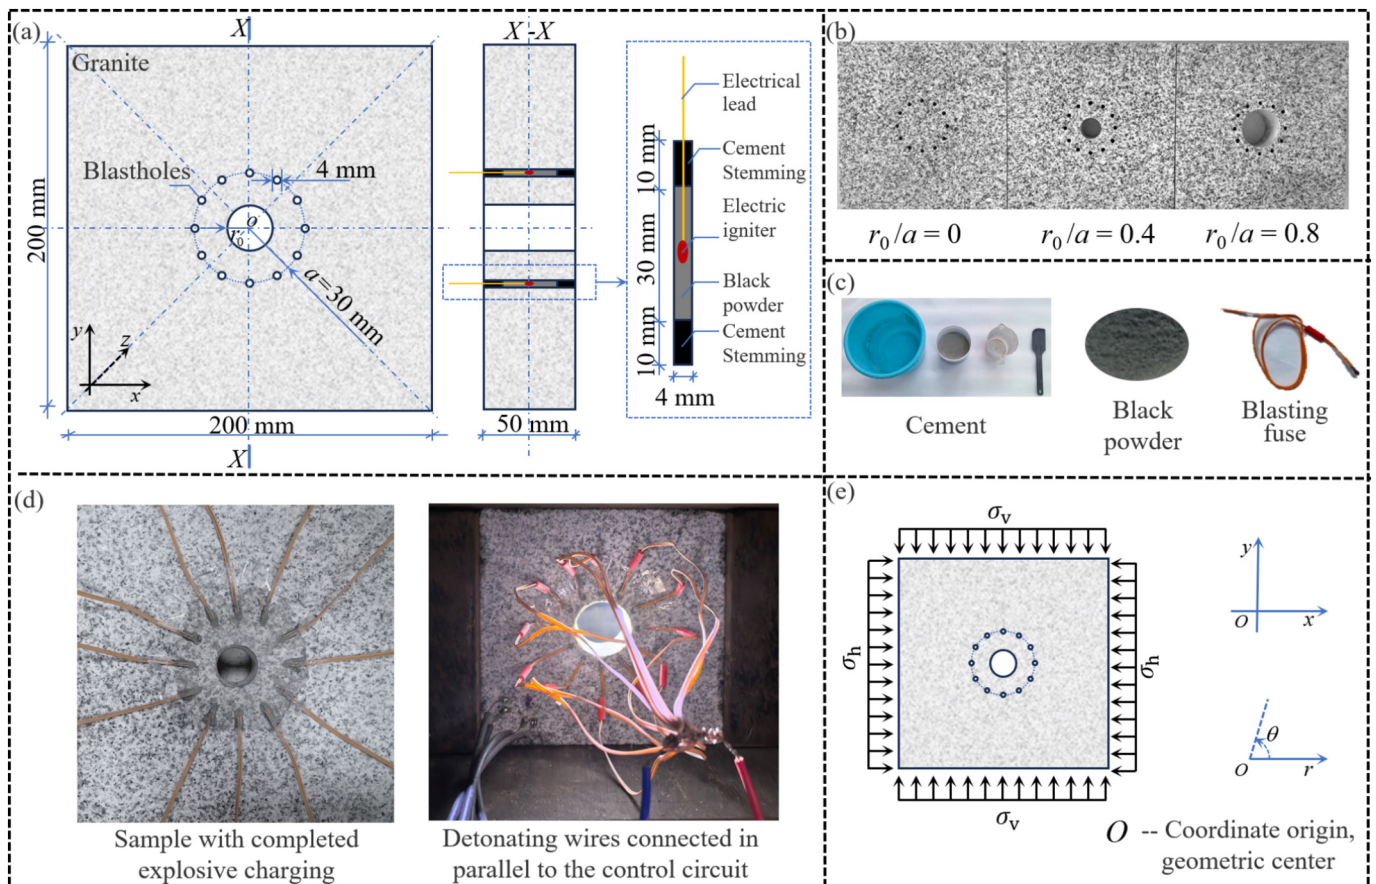 (a)
X
X-X
Granite
Blastholes
4 mm
o
r₀
a=30 mm
200 mm
y
z
x
200 mm
X
50 mm
Electrical
lead
10 mm
Cement
Stemming
Electric
igniter
30 mm
Black
powder
10 mm
Cement
Stemming
4 mm
(b)
r₀/a = 0
r₀/a = 0.4
r₀/a = 0.8
(c)
Cement
Black
powder
Blasting
fuse
(d)
Sample with completed
explosive charging
Detonating wires connected in
parallel to the control circuit
(e)
σᵥ
σₕ
σₕ
σᵥ
y
O
x
θ
O
r
O -- Coordinate origin,
geometric center